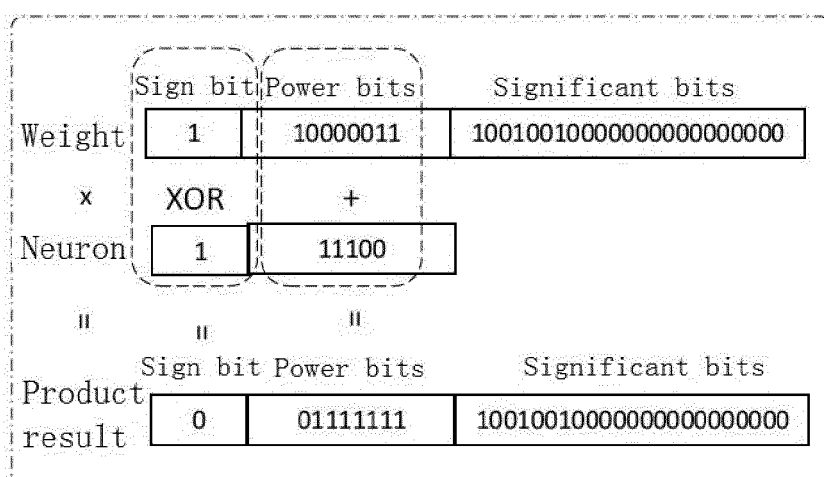 Sign bit Power bits Significant bits
Weight 1 10000011 10010010000000000000000
x XOR +
Neuron 1 11100
= = =
Sign bit Power bits Significant bits
Product
result 0 01111111 10010010000000000000000